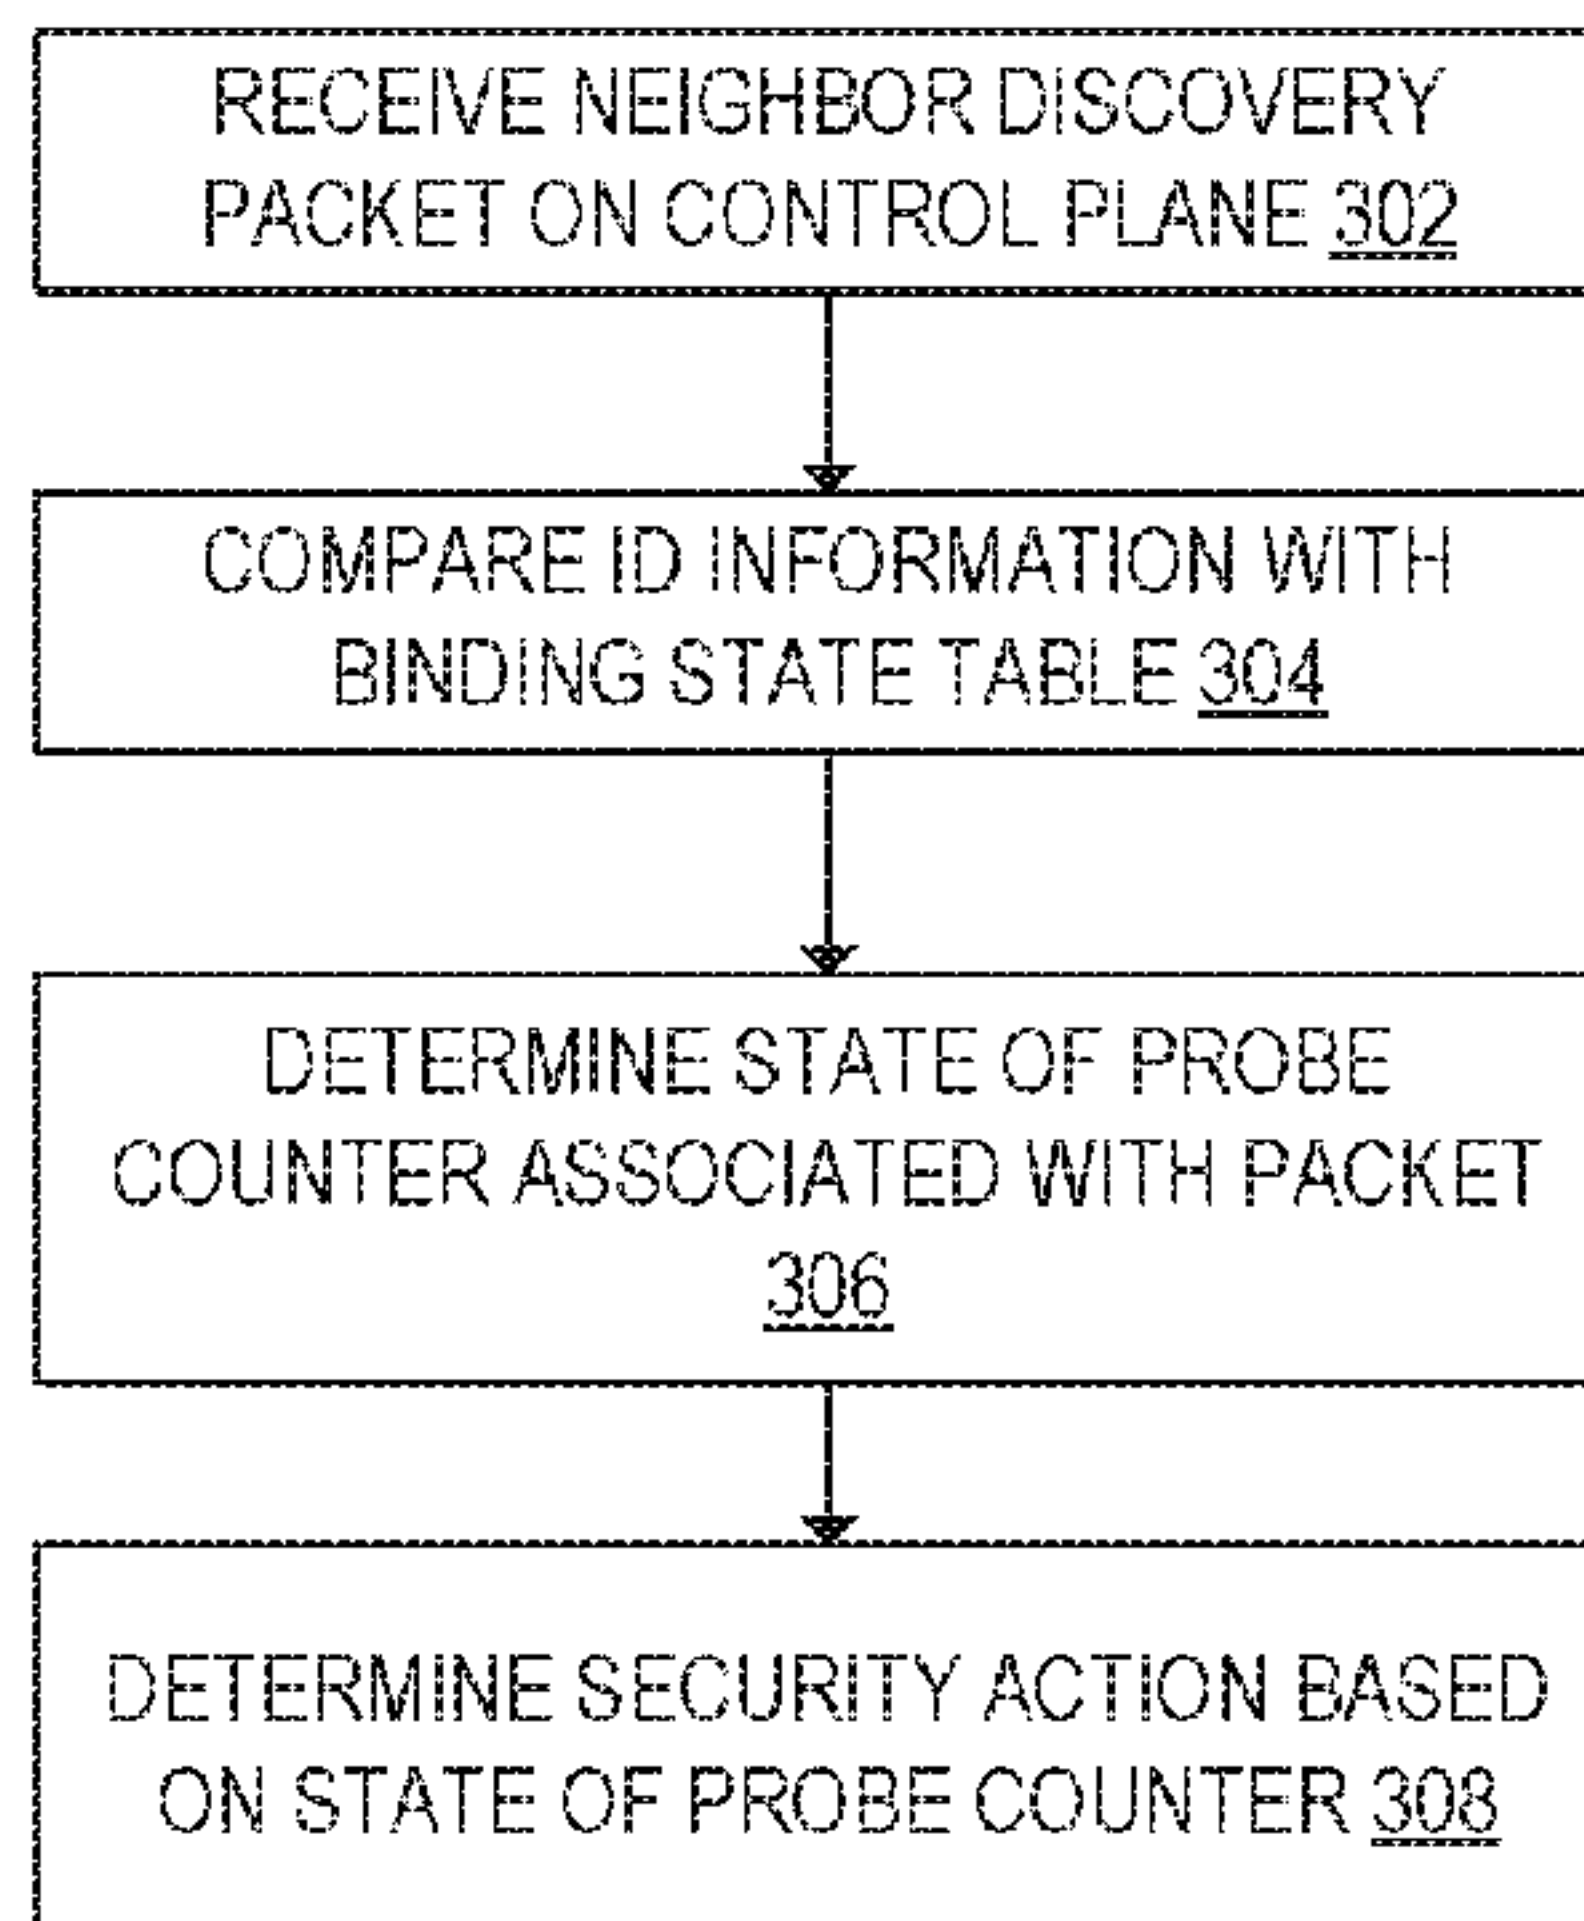 RECEIVE NEIGHBOR DISCOVERY
PACKET ON CONTROL PLANE 302
COMPARE ID INFORMATION WITH
BINDING STATE TABLE 304
DETERMINE STATE OF PROBE
COUNTER ASSOCIATED WITH PACKET
306
DETERMINE SECURITY ACTION BASED
ON STATE OF PROBE COUNTER 308